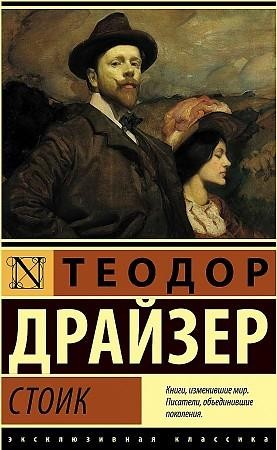 N ТЕОДОР
ДРАЙЗЕР
СТОИК
Книги, изменившие мир.
Писатели, объединившие
поколения.
эксклюзивная классика